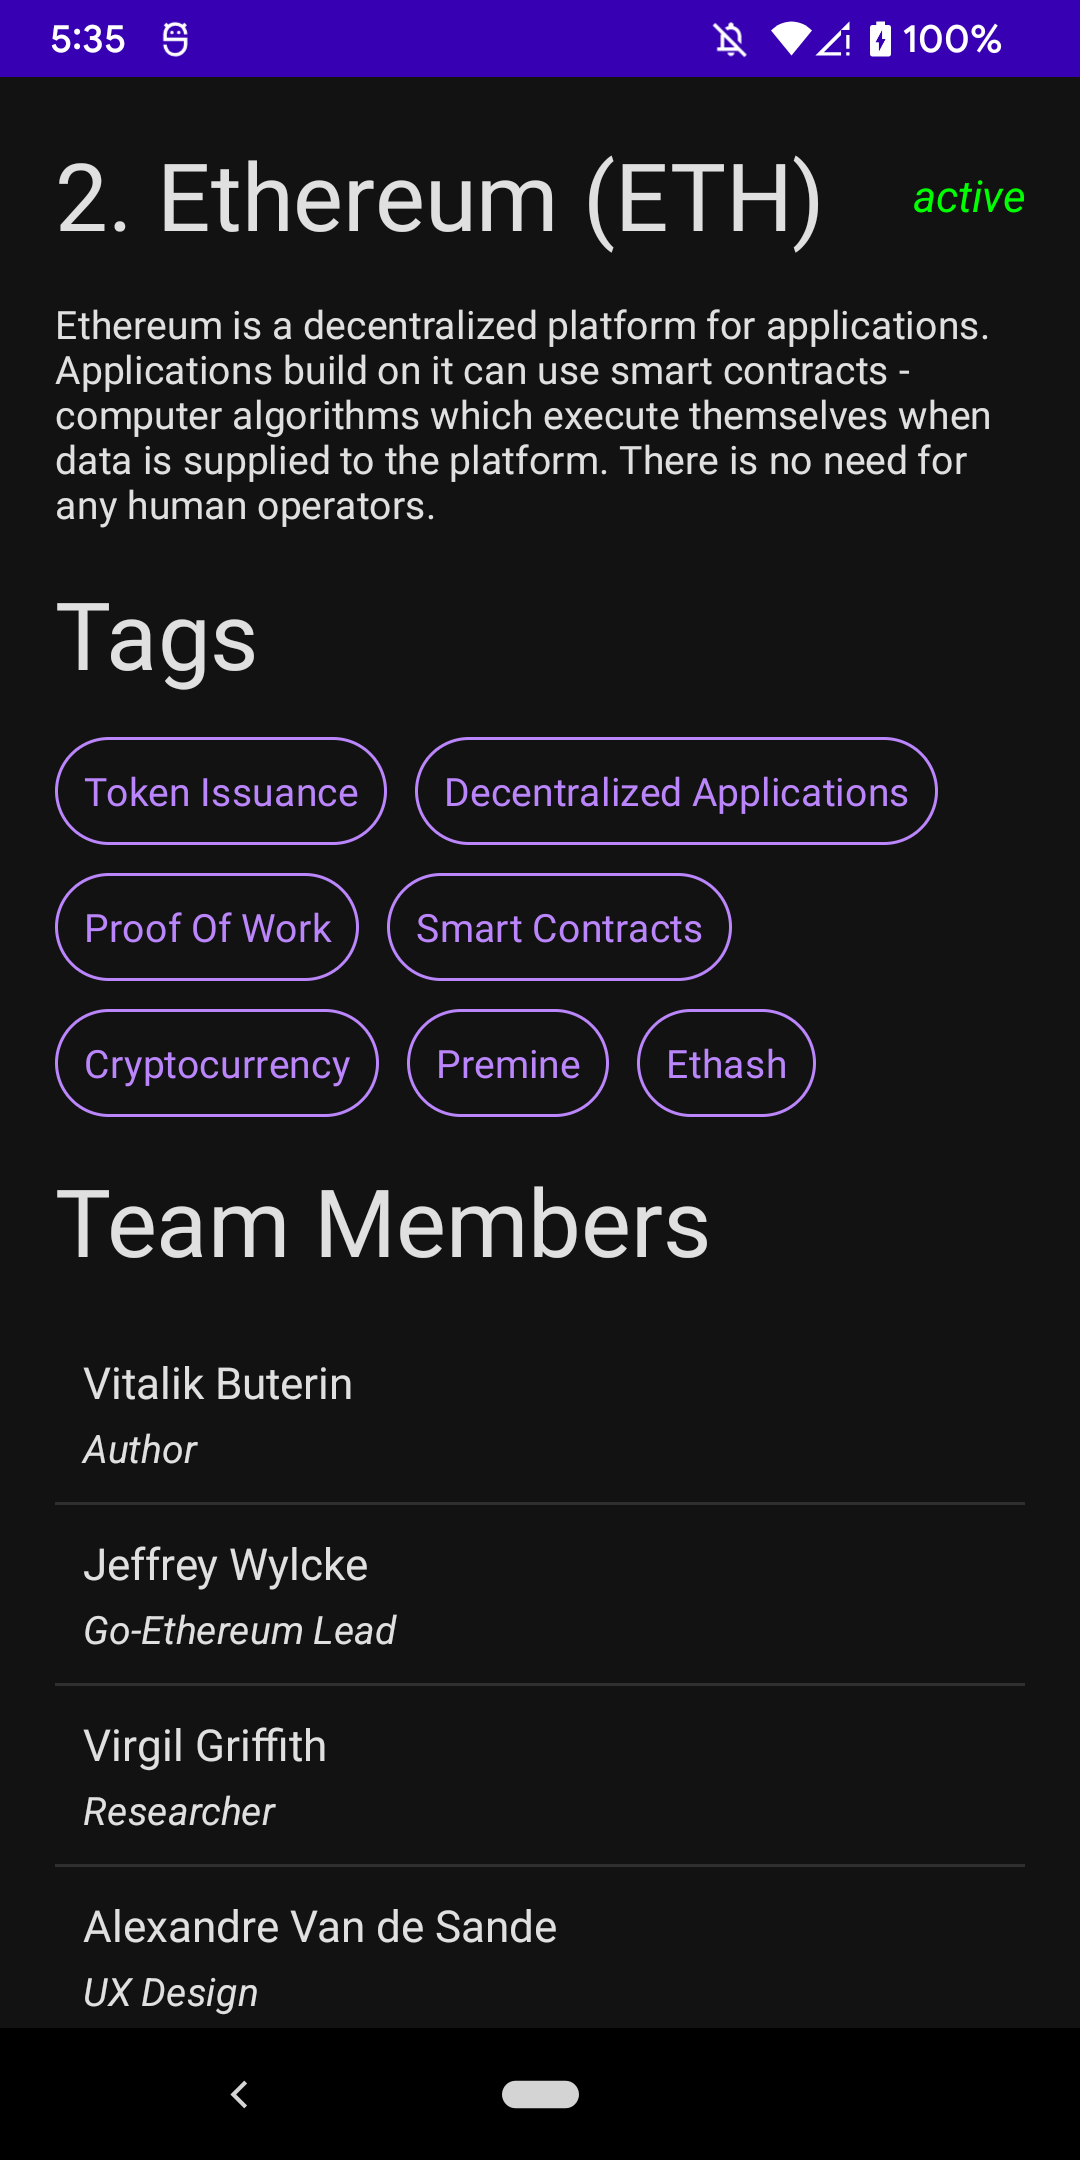 5:35
100%
2. Ethereum (ETH)
active
Ethereum is a decentralized platform for applications.
Applications build on it can use smart contracts -
computer algorithms which execute themselves when
data is supplied to the platform. There is no need for
any human operators.
Tags
Token Issuance
Decentralized Applications
Proof Of Work
Smart Contracts
Cryptocurrency
Premine
Ethash
Team Members
Vitalik Buterin
Author
Jeffrey Wylcke
Go-Ethereum Lead
Virgil Griffith
Researcher
Alexandre Van de Sande
UX Design